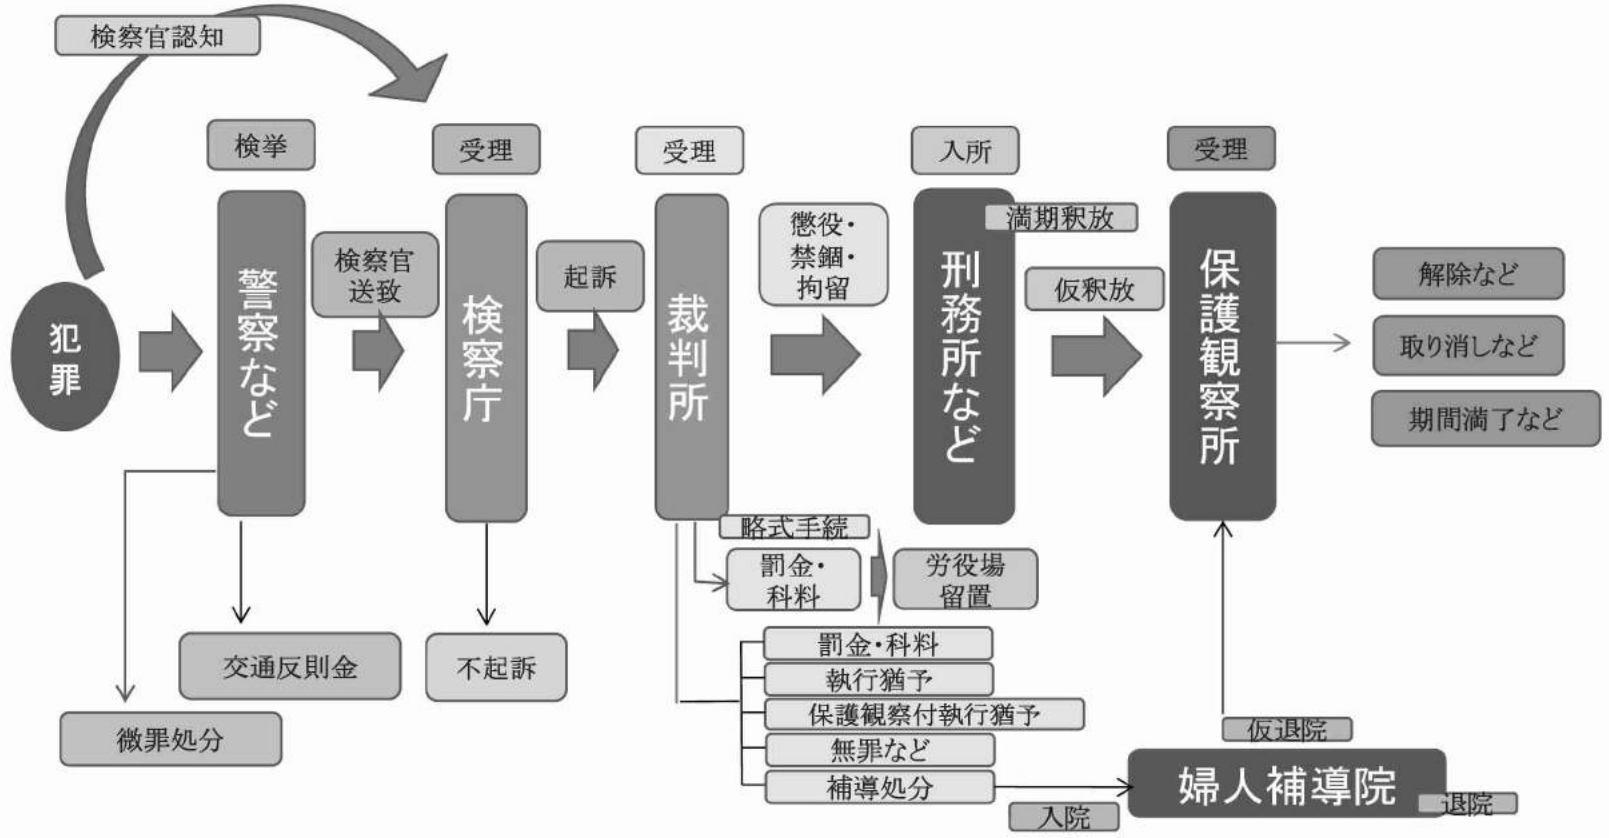 検察官認知
検挙
受理
受理
入所
受理
犯
罪
警察など
検察官
送致
検察庁
起訴
裁判所
懲役・
禁錮・
拘留
刑務所など
満期釈放
仮釈放
保護観察所
解除など
取り消しなど
期間満了など
略式手続
罰金・
科料
労役場
留置
交通反則金
微罪処分
不起訴
罰金・科料
執行猶予
保護観察付執行猶予
無罪など
補導処分
入院
仮退院
婦人補導院
退院